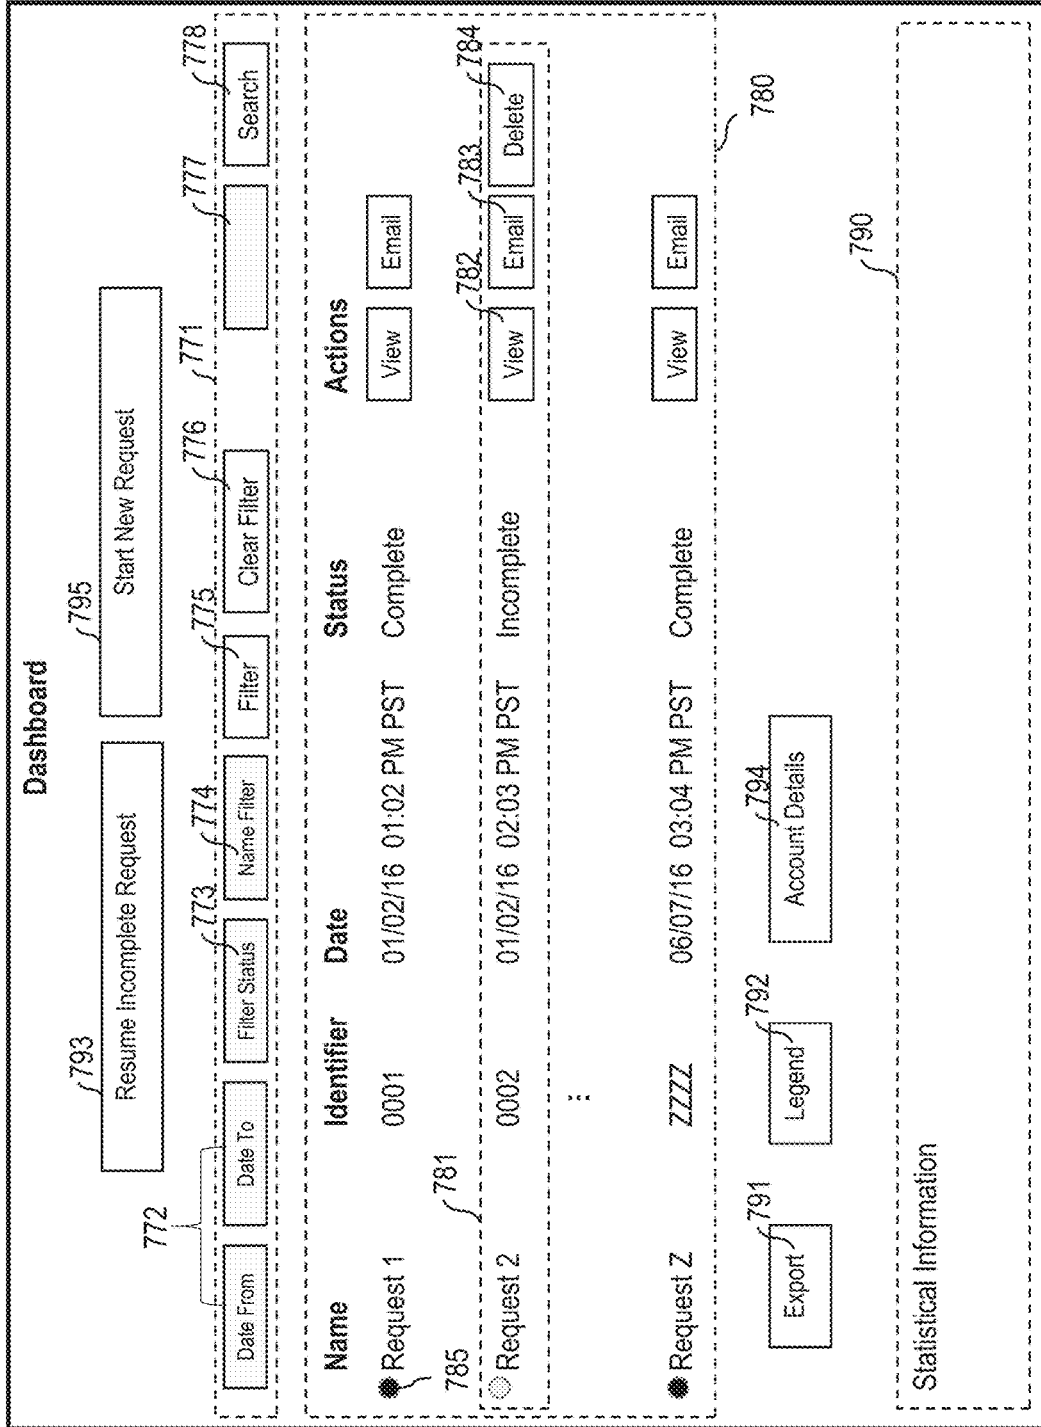 Dashboard
793 795
Resume Incomplete Request Start New Request
772 773 774 775 776 771 777 778
Date From Date To Filter Status Name Filter Filter Clear Filter Search
Name Identifier Date Status Actions
Request 1 0001 01/02/16 01:02 PM PST Complete View Email
785 781 782 783 784
Request 2 0002 01/02/16 02:03 PM PST Incomplete View Email Delete
⋮
Request Z ZZZZ 06/07/16 03:04 PM PST Complete View Email
780
791 792 794
Export Legend Account Details
790
Statistical Information